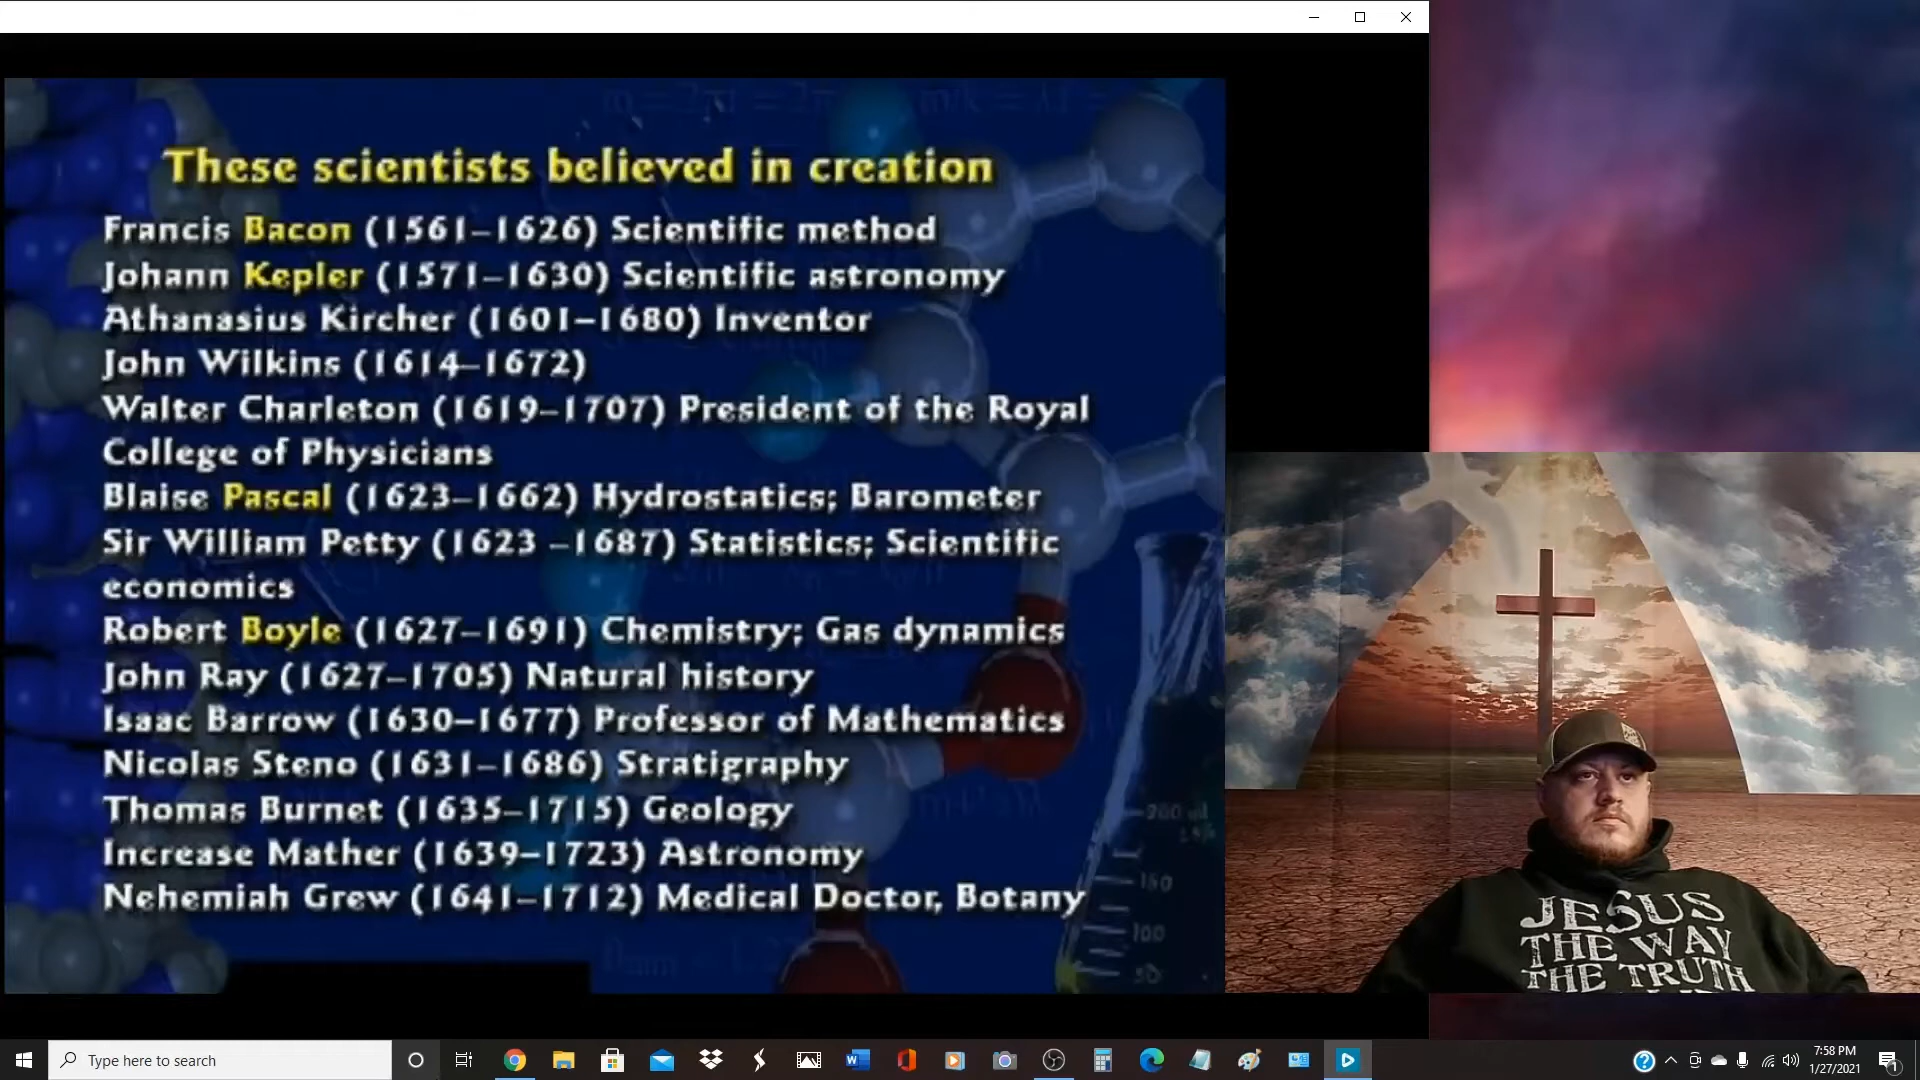 These scientists believed in creation
Francis Bacon (1561–1626) Scientific method
Johann Kepler (1571–1630) Scientific astronomy
Athanasius Kircher (1601–1680) Inventor
John Wilkins (1614–1672)
Walter Charleton (1619–1707) President of the Royal
College of Physicians
Blaise Pascal (1623–1662) Hydrostatics; Barometer
Sir William Petty (1623 –1687) Statistics; Scientific
economics
Robert Boyle (1627–1691) Chemistry; Gas dynamics
John Ray (1627–1705) Natural history
Isaac Barrow (1630–1677) Professor of Mathematics
Nicolas Steno (1631–1686) Stratigraphy
Thomas Burnet (1635–1715) Geology
Increase Mather (1639–1723) Astronomy
Nehemiah Grew (1641–1712) Medical Doctor, Botany
150
100
50
JESUS
THE WAY
THE TRUTH
Type here to search
7:58 PM
1/27/2021